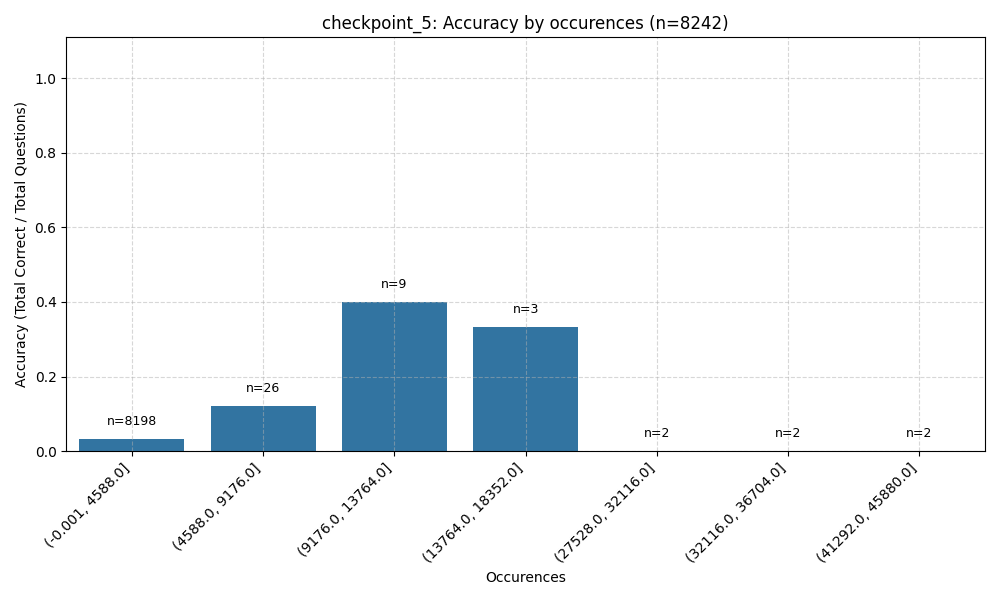 checkpoint_5: Accuracy by occurences (n=8242)
Accuracy (Total Correct / Total Questions)
1.0
0.8
0.6
0.4
0.2
0.0
n=8198
n=26
n=9
n=3
n=2
n=2
n=2
(-0.001, 4588.0]
(4588.0, 9176.0]
(9176.0, 13764.0]
(13764.0, 18352.0]
(27528.0, 32116.0]
(32116.0, 36704.0]
(41292.0, 45880.0]
Occurences